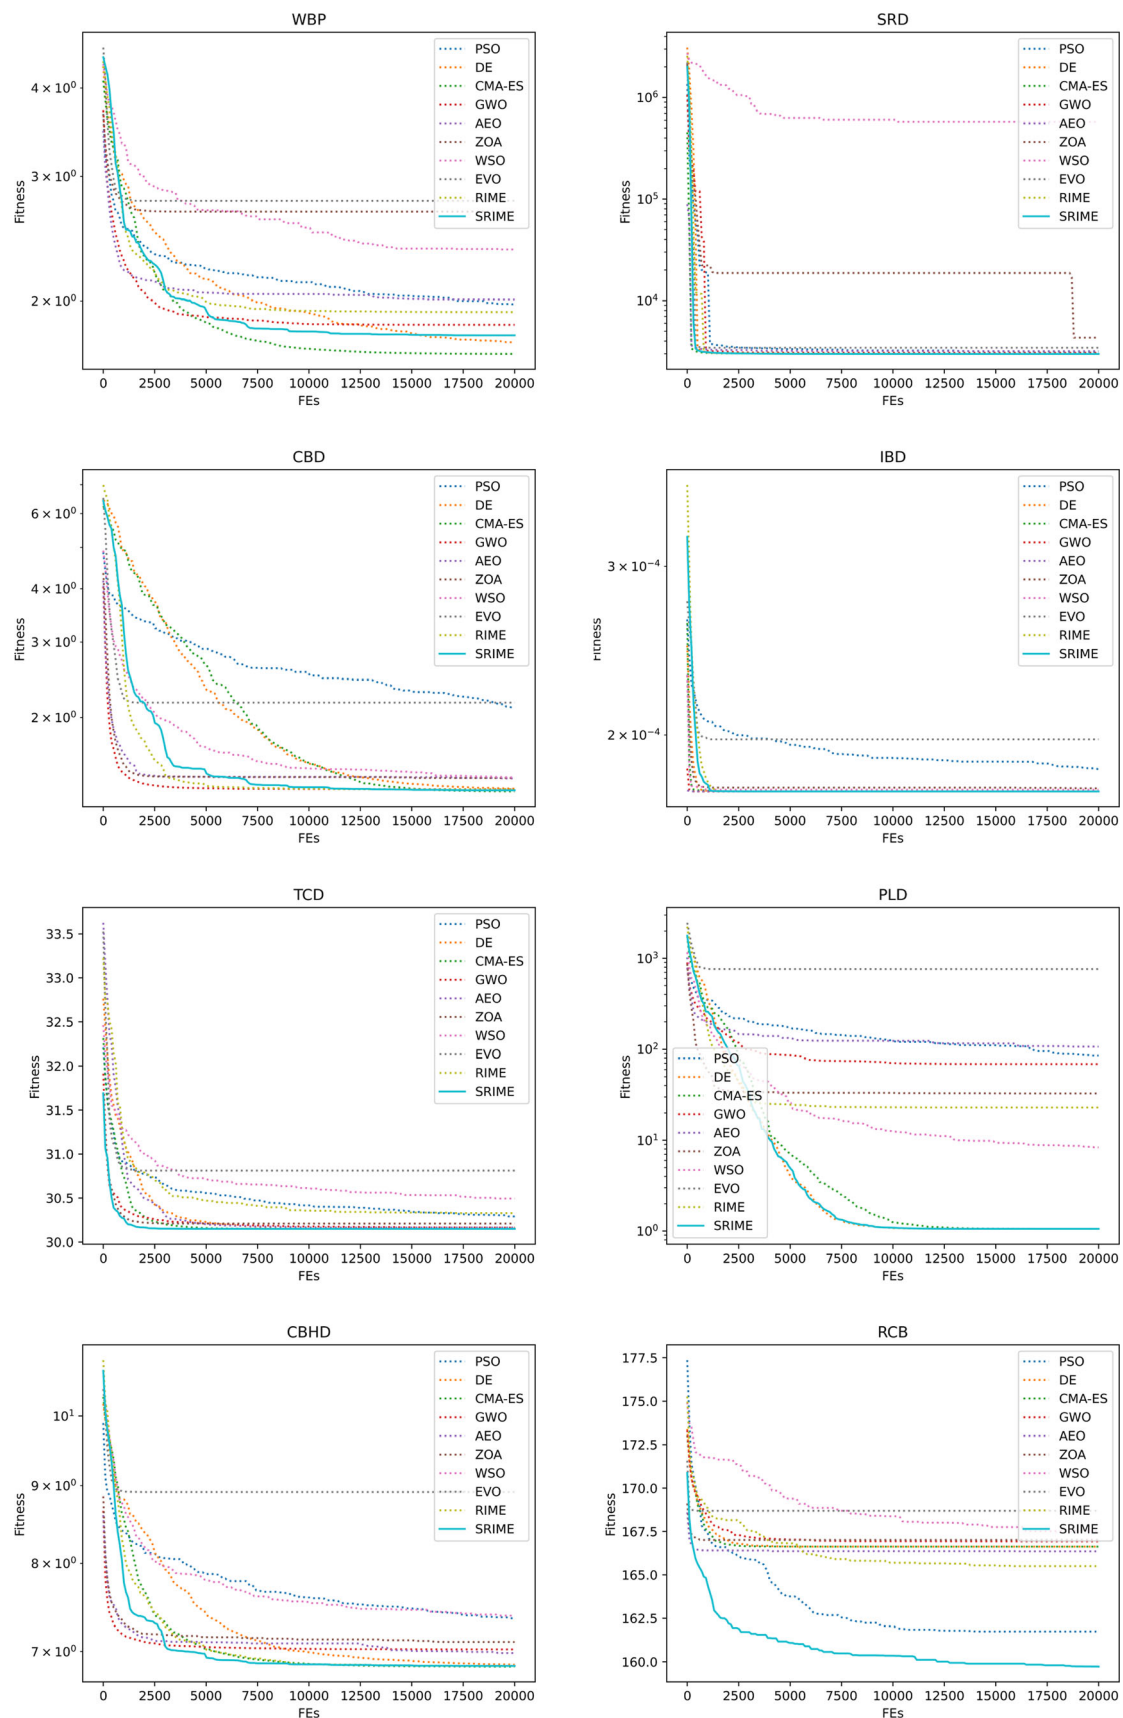 WBP
Fitness
4 × 10⁰
3 × 10⁰
2 × 10⁰
PSO
DE
CMA-ES
GWO
AEO
ZOA
WSO
EVO
RIME
SRIME
0 2500 5000 7500 10000 12500 15000 17500 20000
FEs
SRD
Fitness
10⁶
10⁵
10⁴
PSO
DE
CMA-ES
GWO
AEO
ZOA
WSO
EVO
RIME
SRIME
0 2500 5000 7500 10000 12500 15000 17500 20000
FEs
CBD
Fitness
6 × 10⁰
4 × 10⁰
3 × 10⁰
2 × 10⁰
PSO
DE
CMA-ES
GWO
AEO
ZOA
WSO
EVO
RIME
SRIME
0 2500 5000 7500 10000 12500 15000 17500 20000
FEs
IBD
Fitness
3 × 10⁻⁴
2 × 10⁻⁴
PSO
DE
CMA-ES
GWO
AEO
ZOA
WSO
EVO
RIME
SRIME
0 2500 5000 7500 10000 12500 15000 17500 20000
FEs
TCD
Fitness
33.5
33.0
32.5
32.0
31.5
31.0
30.5
30.0
PSO
DE
CMA-ES
GWO
AEO
ZOA
WSO
EVO
RIME
SRIME
0 2500 5000 7500 10000 12500 15000 17500 20000
FEs
PLD
Fitness
10³
10²
10¹
10⁰
PSO
DE
CMA-ES
GWO
AEO
ZOA
WSO
EVO
RIME
SRIME
0 2500 5000 7500 10000 12500 15000 17500 20000
FEs
CBHD
Fitness
10¹
9 × 10⁰
8 × 10⁰
7 × 10⁰
PSO
DE
CMA-ES
GWO
AEO
ZOA
WSO
EVO
RIME
SRIME
0 2500 5000 7500 10000 12500 15000 17500 20000
FEs
RCB
Fitness
177.5
175.0
172.5
170.0
167.5
165.0
162.5
160.0
PSO
DE
CMA-ES
GWO
AEO
ZOA
WSO
EVO
RIME
SRIME
0 2500 5000 7500 10000 12500 15000 17500 20000
FEs